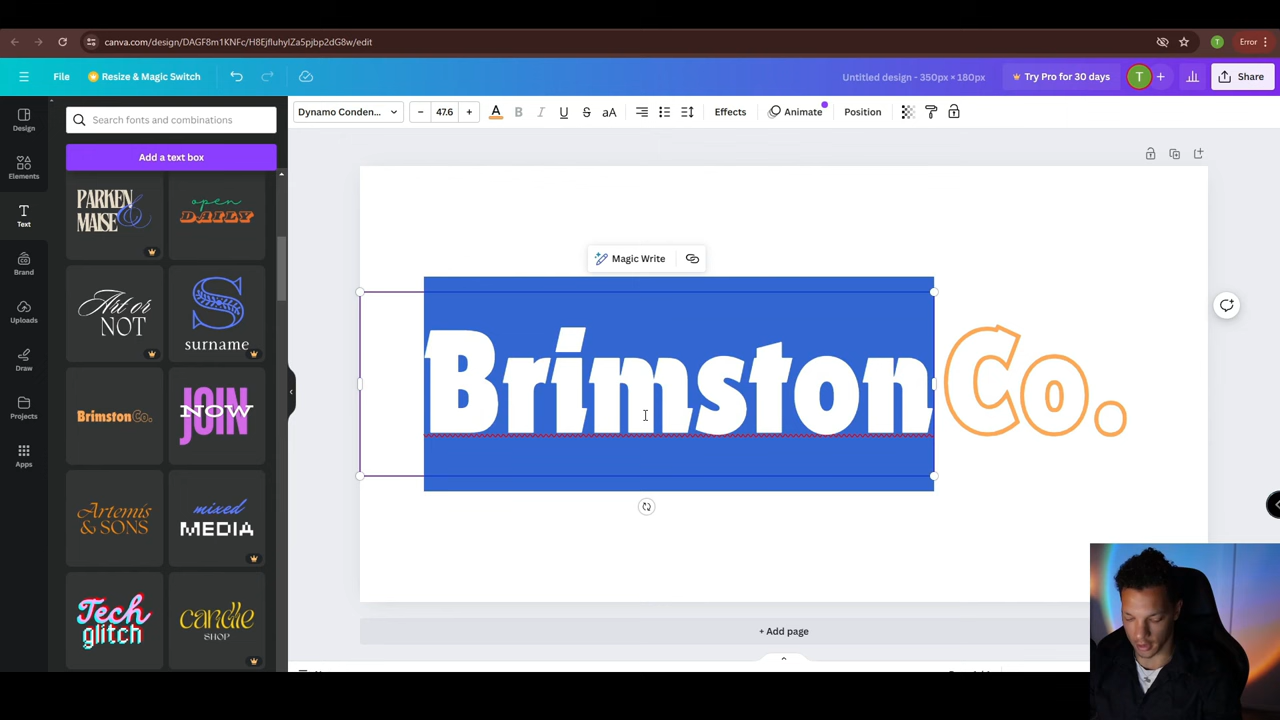 canva.com/design/DAGF8m1KNFc/H8EjfluhylZa5pjbp2dG8w/edit
T
Error
File
Resize & Magic Switch
Untitled design - 350px × 180px
Try Pro for 30 days
T
Share
Design
Elements
Text
Brand
Uploads
Draw
Projects
Apps
Search fonts and combinations
Add a text box
PARKEN
& MAISE
open
DAILY
Art or
NOT
S
surname
BrimstonCo.
JOIN
NOW
Artemis
& SONS
mixed
MEDIA
Tech
glitch
candle
SHOP
Dynamo Conden...
– 47.6 +
A
B
I
U
S
aA
Effects
Animate
Position
Magic Write
BrimstonCo.
+ Add page